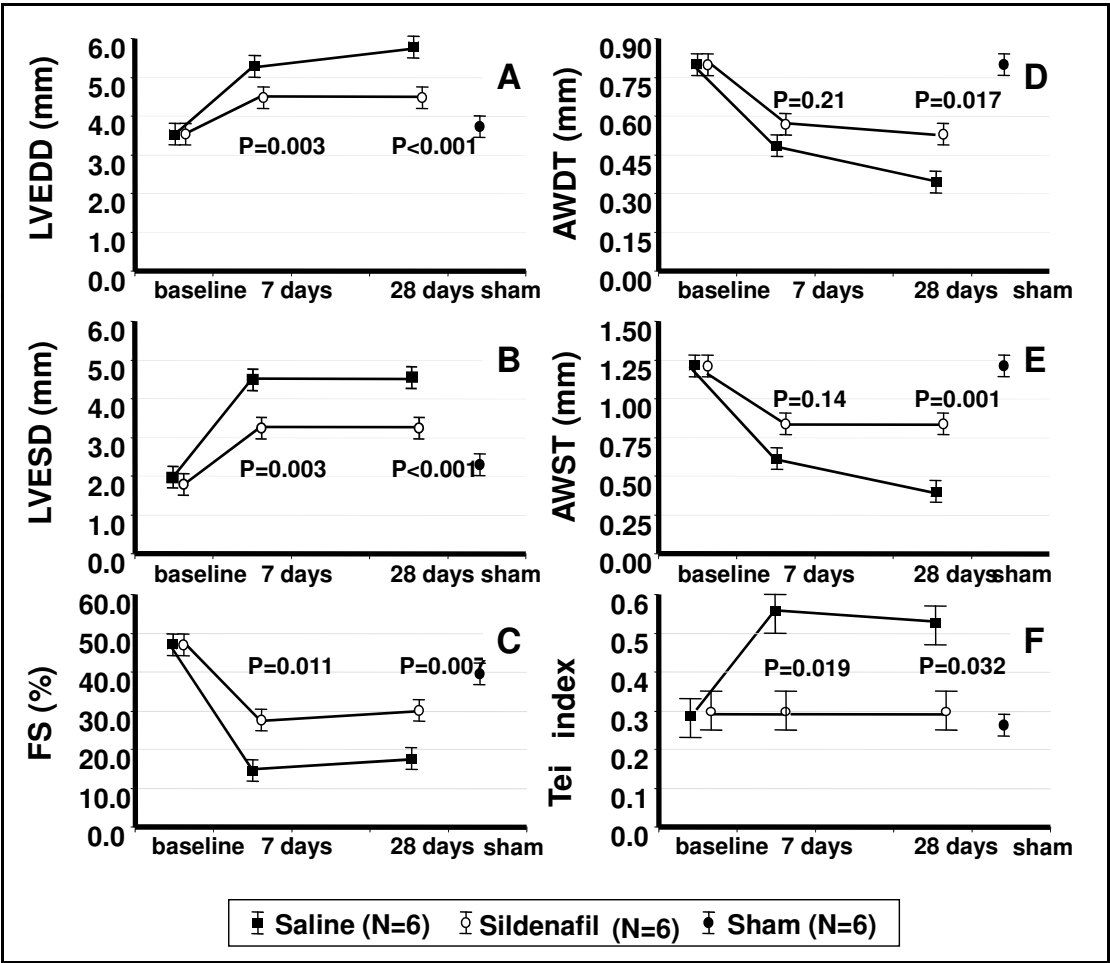 LVEDD (mm)
6.0
5.0
4.0
3.0
2.0
1.0
0.0
A
P=0.003
P<0.001
baseline 7 days 28 days sham
LVESD (mm)
6.0
5.0
4.0
3.0
2.0
1.0
0.0
B
P=0.003
P<0.001
baseline 7 days 28 days sham
FS (%)
60.0
50.0
40.0
30.0
20.0
10.0
0.0
C
P=0.011
P=0.007
baseline 7 days 28 days sham
AWDT (mm)
0.90
0.75
0.60
0.45
0.30
0.15
0.00
D
P=0.21
P=0.017
baseline 7 days 28 days sham
AWST (mm)
1.50
1.25
1.00
0.75
0.50
0.25
0.00
E
P=0.14
P=0.001
baseline 7 days 28 days sham
Tei index
0.6
0.5
0.4
0.3
0.2
0.1
0.0
F
P=0.019
P=0.032
baseline 7 days 28 days sham
Saline (N=6) Sildenafil (N=6) Sham (N=6)